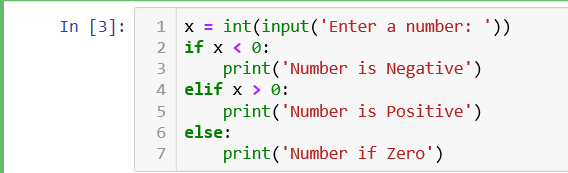 In [3]:
1 x = int(input('Enter a number: '))
2 if x < 0:
3     print('Number is Negative')
4 elif x > 0:
5     print('Number is Positive')
6 else:
7     print('Number if Zero')